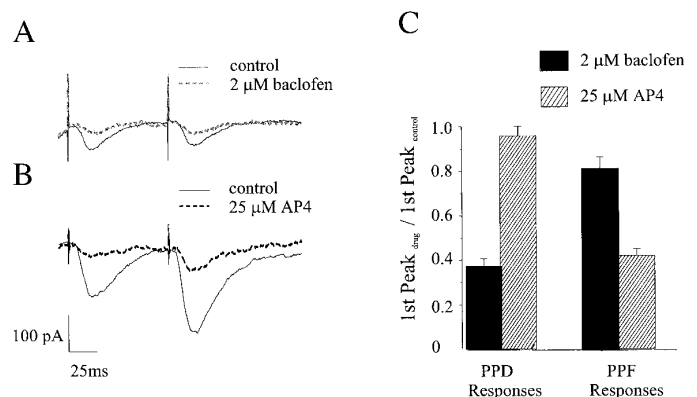 A
control
2 µM baclofen
B
control
25 µM AP4
100 pA
25ms
C
2 µM baclofen
25 µM AP4
1st Peak drug / 1st Peak control
1.0
0.8
0.6
0.4
0.2
0
PPD
Responses
PPF
Responses